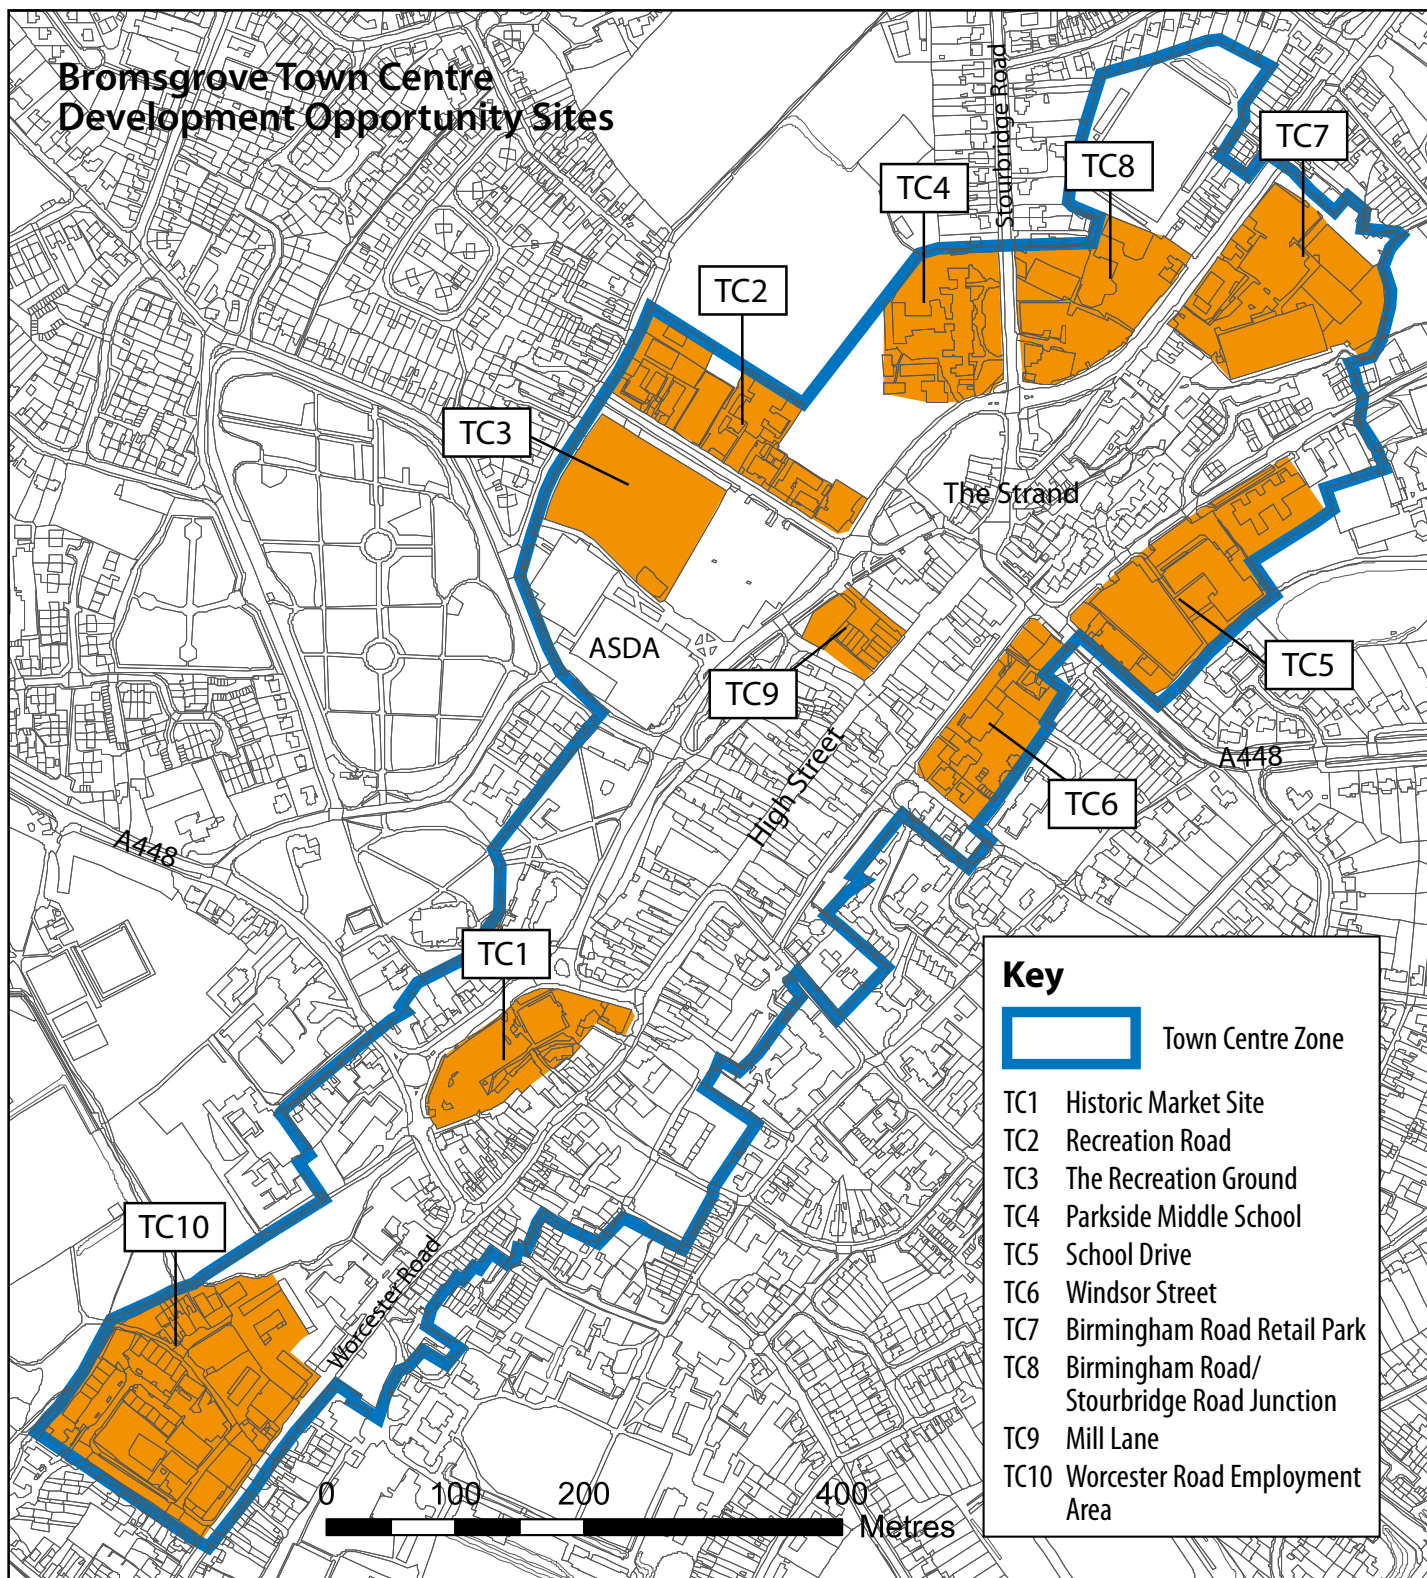 Bromsgrove Town Centre
Development Opportunity Sites
Stourbridge Road
TC7
TC8
TC4
TC2
TC3
The Strand
ASDA
TC9
TC5
High Street
A448
TC6
A448
TC1
TC10
Worcester Road
0 100 200 400
Metres
Key
Town Centre Zone
TC1 Historic Market Site
TC2 Recreation Road
TC3 The Recreation Ground
TC4 Parkside Middle School
TC5 School Drive
TC6 Windsor Street
TC7 Birmingham Road Retail Park
TC8 Birmingham Road/
Stourbridge Road Junction
TC9 Mill Lane
TC10 Worcester Road Employment
Area